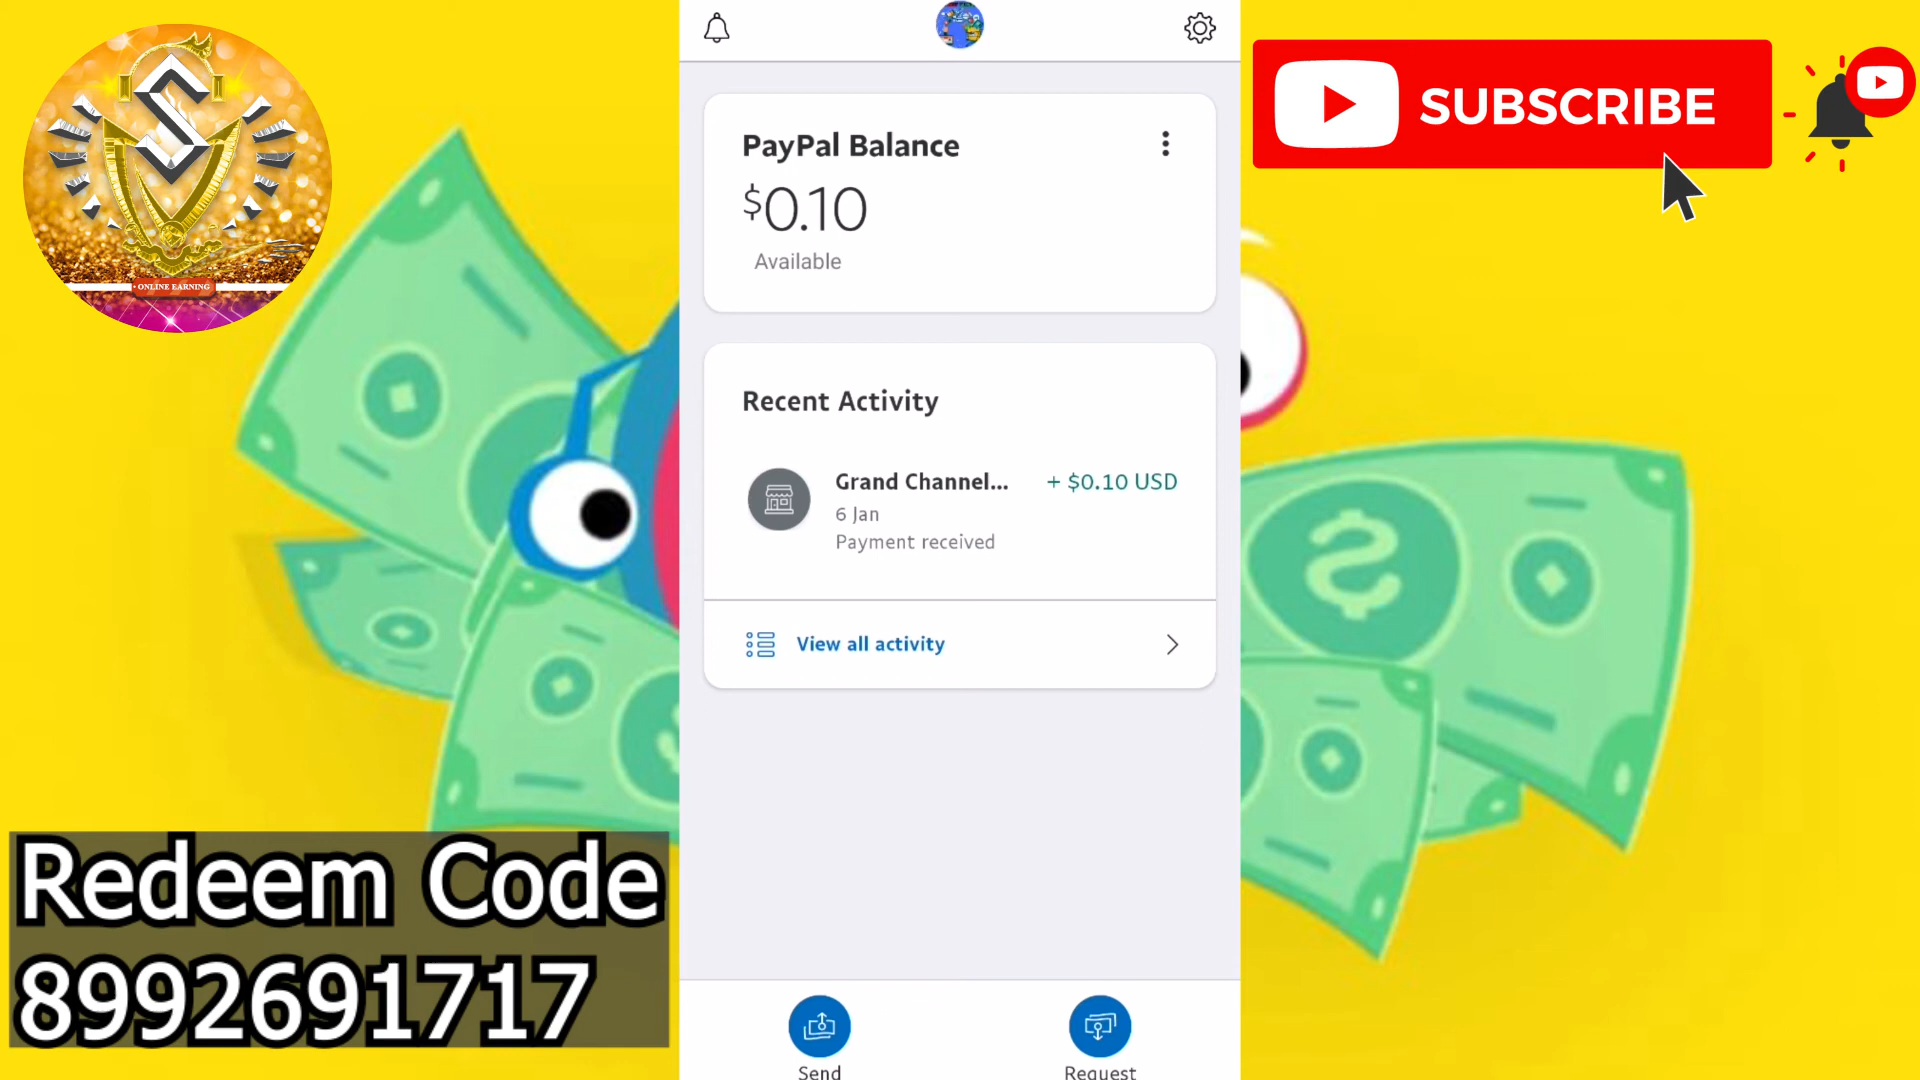 • ONLINE EARNING
SUBSCRIBE
PayPal Balance
$0.10
Available
Recent Activity
Grand Channel... + $0.10 USD
6 Jan
Payment received
View all activity
Send Request
Redeem Code
8992691717